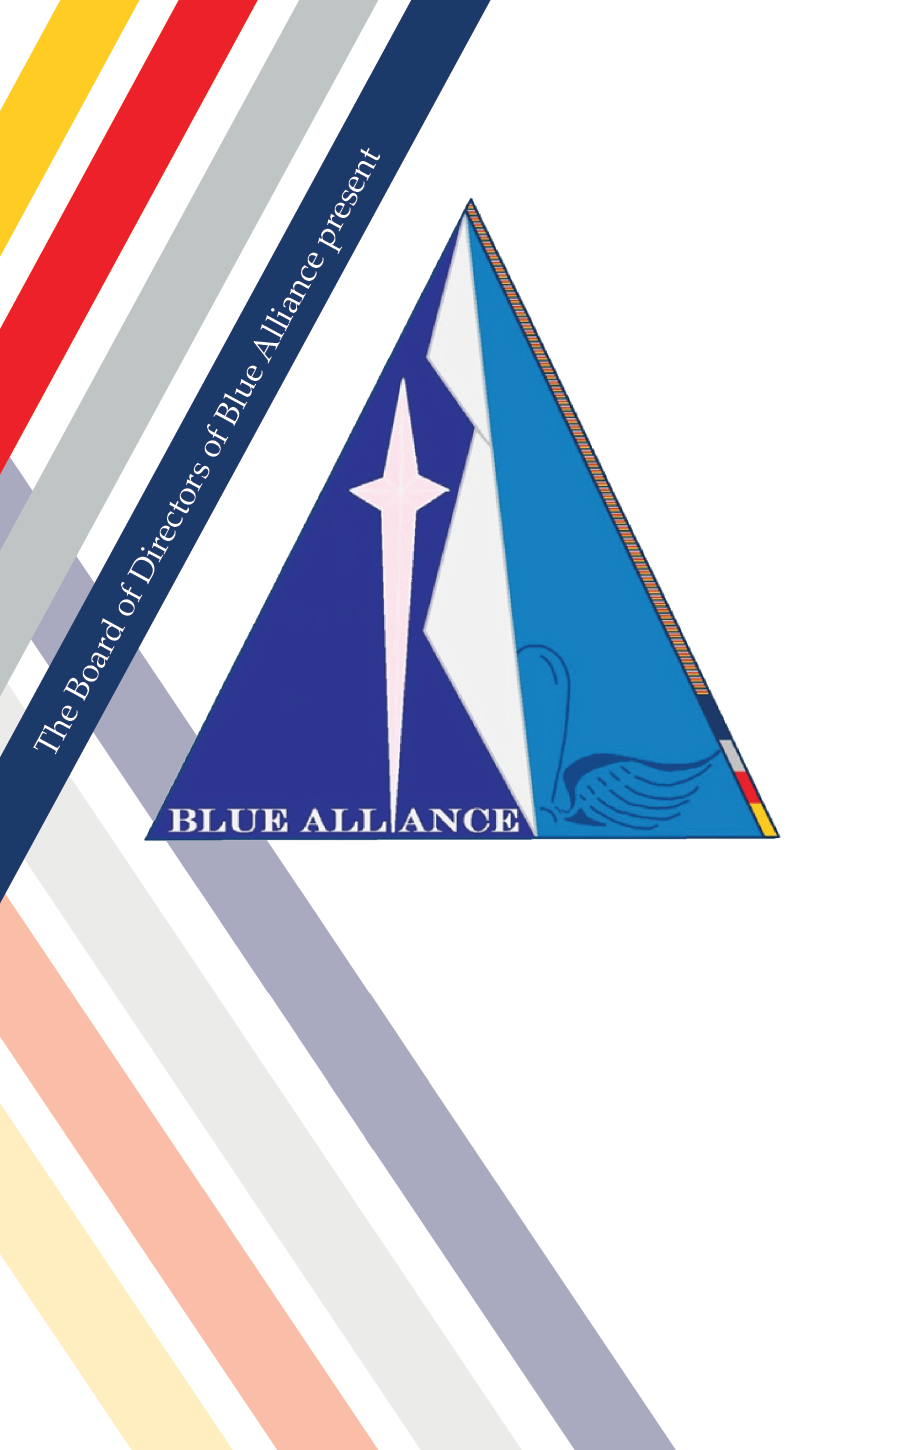 The Board of Directors of Blue Alliance present
BLUE ALLIANCE